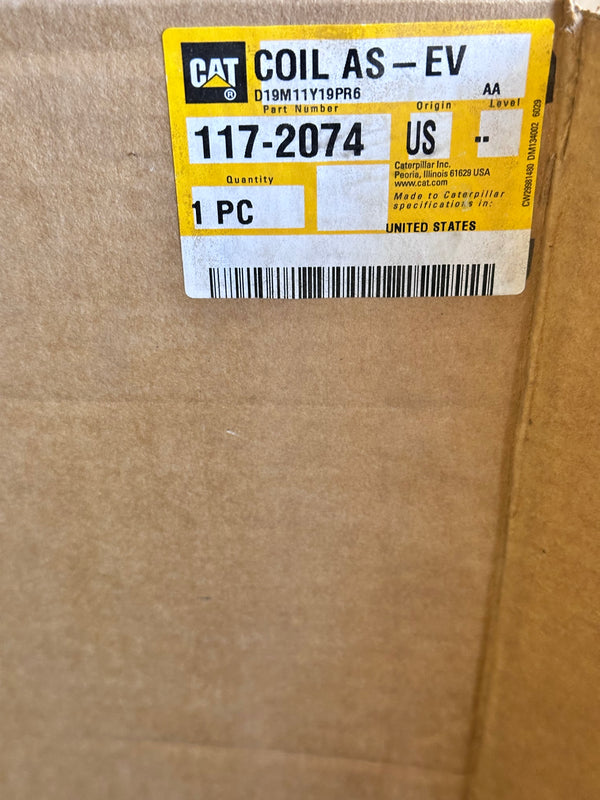 CAT®
COIL AS-EV
D19M11Y19PR6
AA
Part Number
Origin
Level
117-2074
US
--
Caterpillar Inc.
Peoria, Illinois 61629 USA
www.cat.com
Quantity
Made to Caterpillar
specifications in:
1 PC
UNITED STATES
CW29981480 DM134002 6029